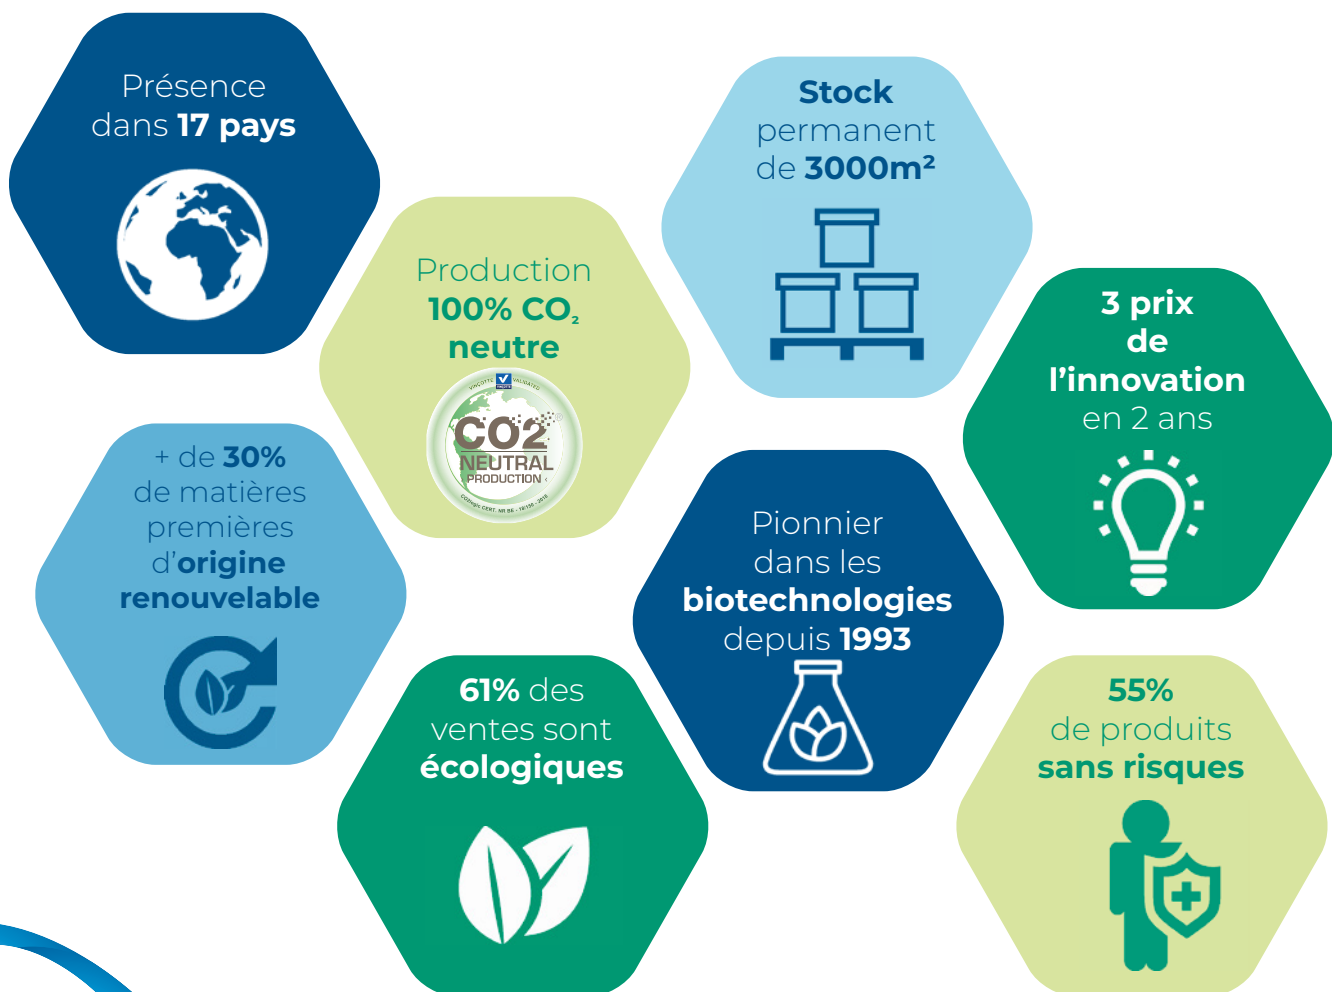 Présence
dans 17 pays
Stock
permanent
de 3000m²
Production
100% CO₂
neutre
VINÇOTTE VALIDATED
CO2
NEUTRAL
PRODUCTION
3 prix
de
l’innovation
en 2 ans
+ de 30%
de matières
premières
d’origine
renouvelable
Pionnier
dans les
biotechnologies
depuis 1993
61% des
ventes sont
écologiques
55%
de produits
sans risques